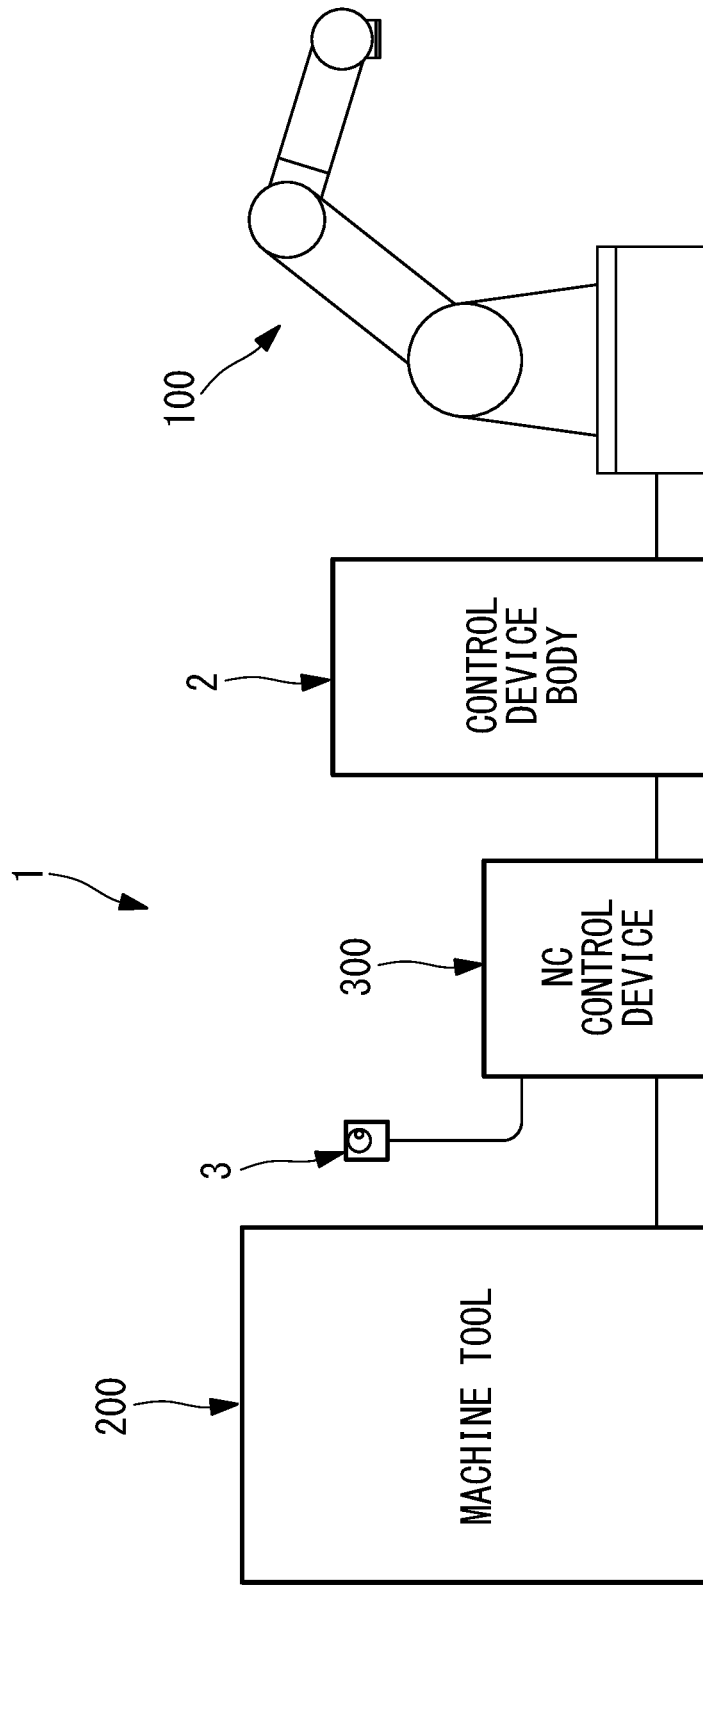 1
200
3
300
2
100
MACHINE TOOL
NC
CONTROL
DEVICE
CONTROL
DEVICE
BODY